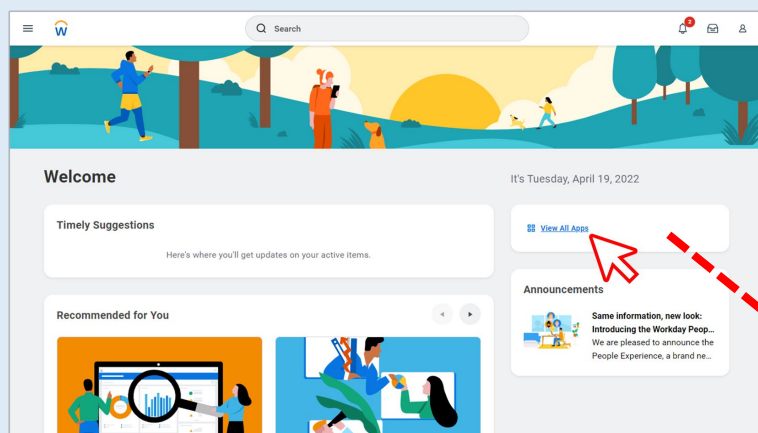 W
Search
2
Welcome
It's Tuesday, April 19, 2022
Timely Suggestions
Here's where you'll get updates on your active items.
View All Apps
Announcements
Same information, new look:
Introducing the Workday Peop...
We are pleased to announce the
People Experience, a brand ne...
Recommended for You